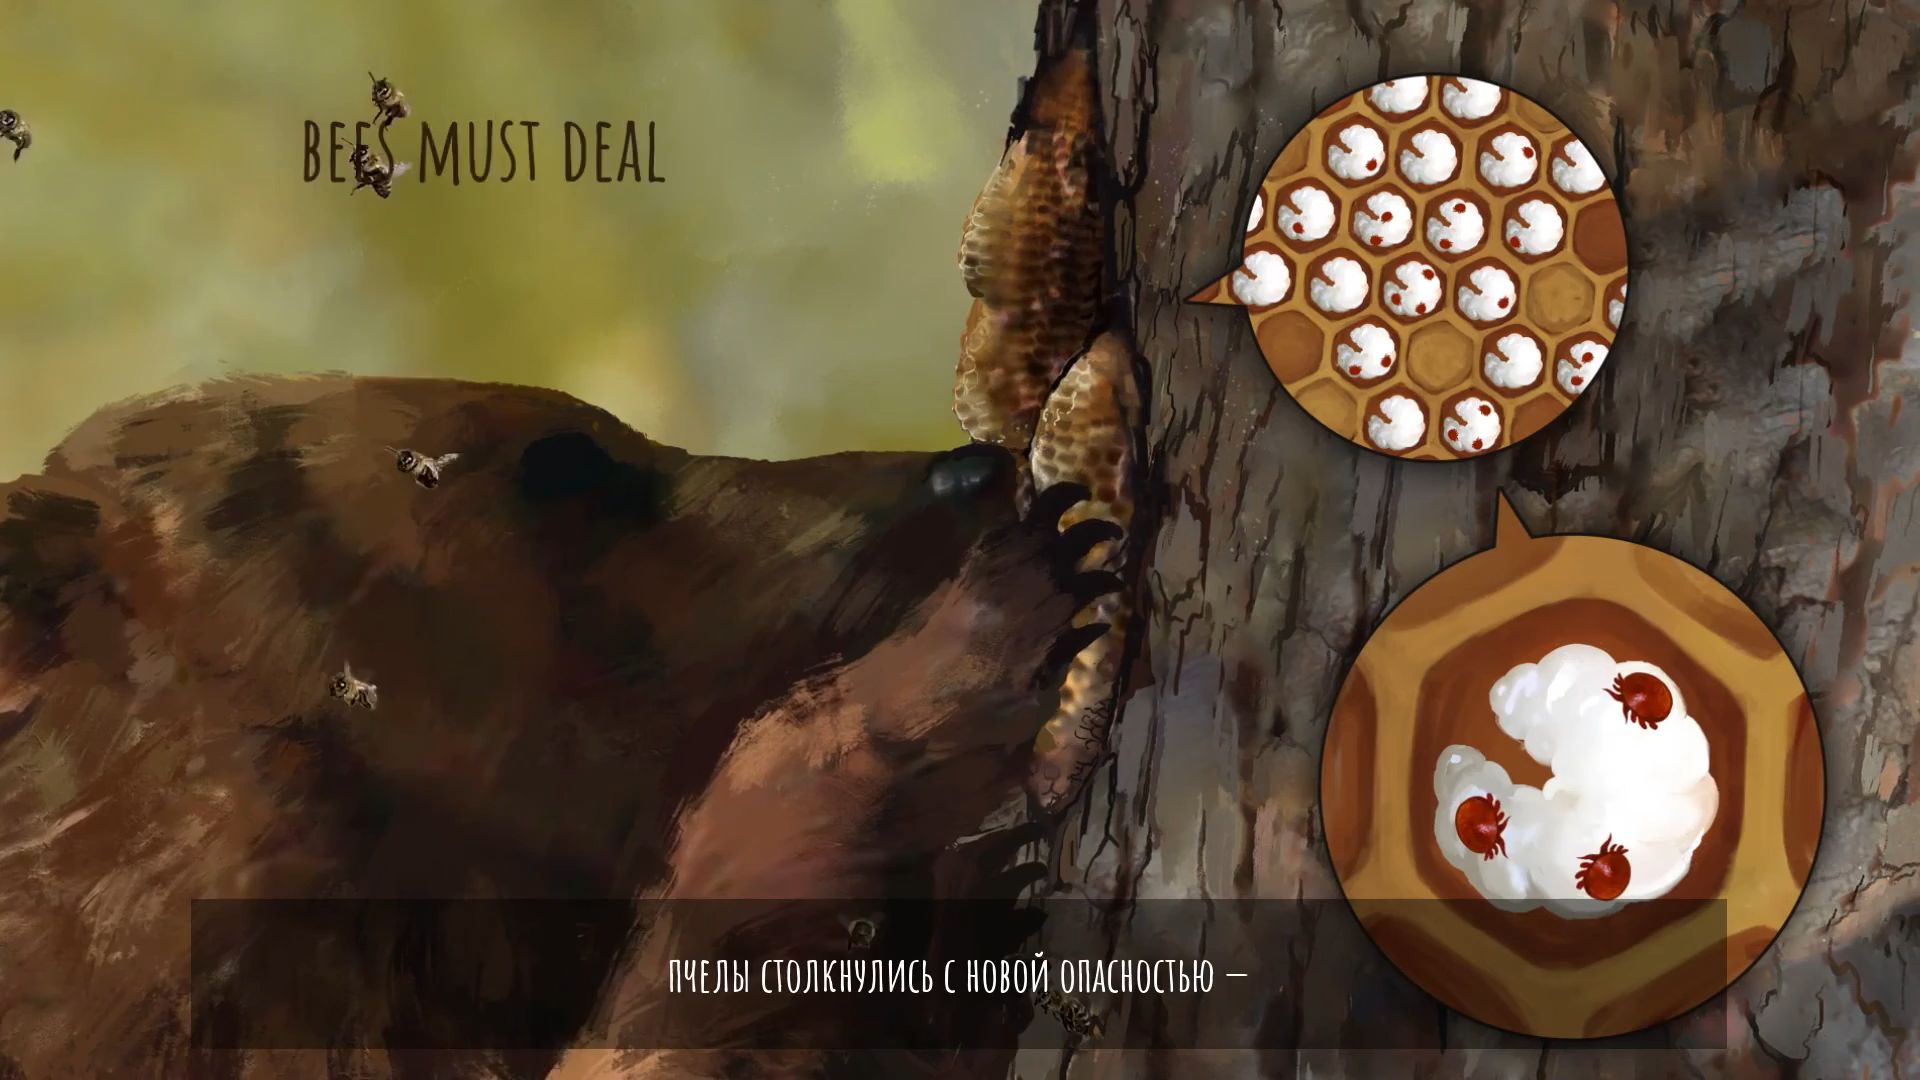 BEES MUST DEAL
ПЧЕЛЫ СТОЛКНУЛИСЬ С НОВОЙ ОПАСНОСТЬЮ —